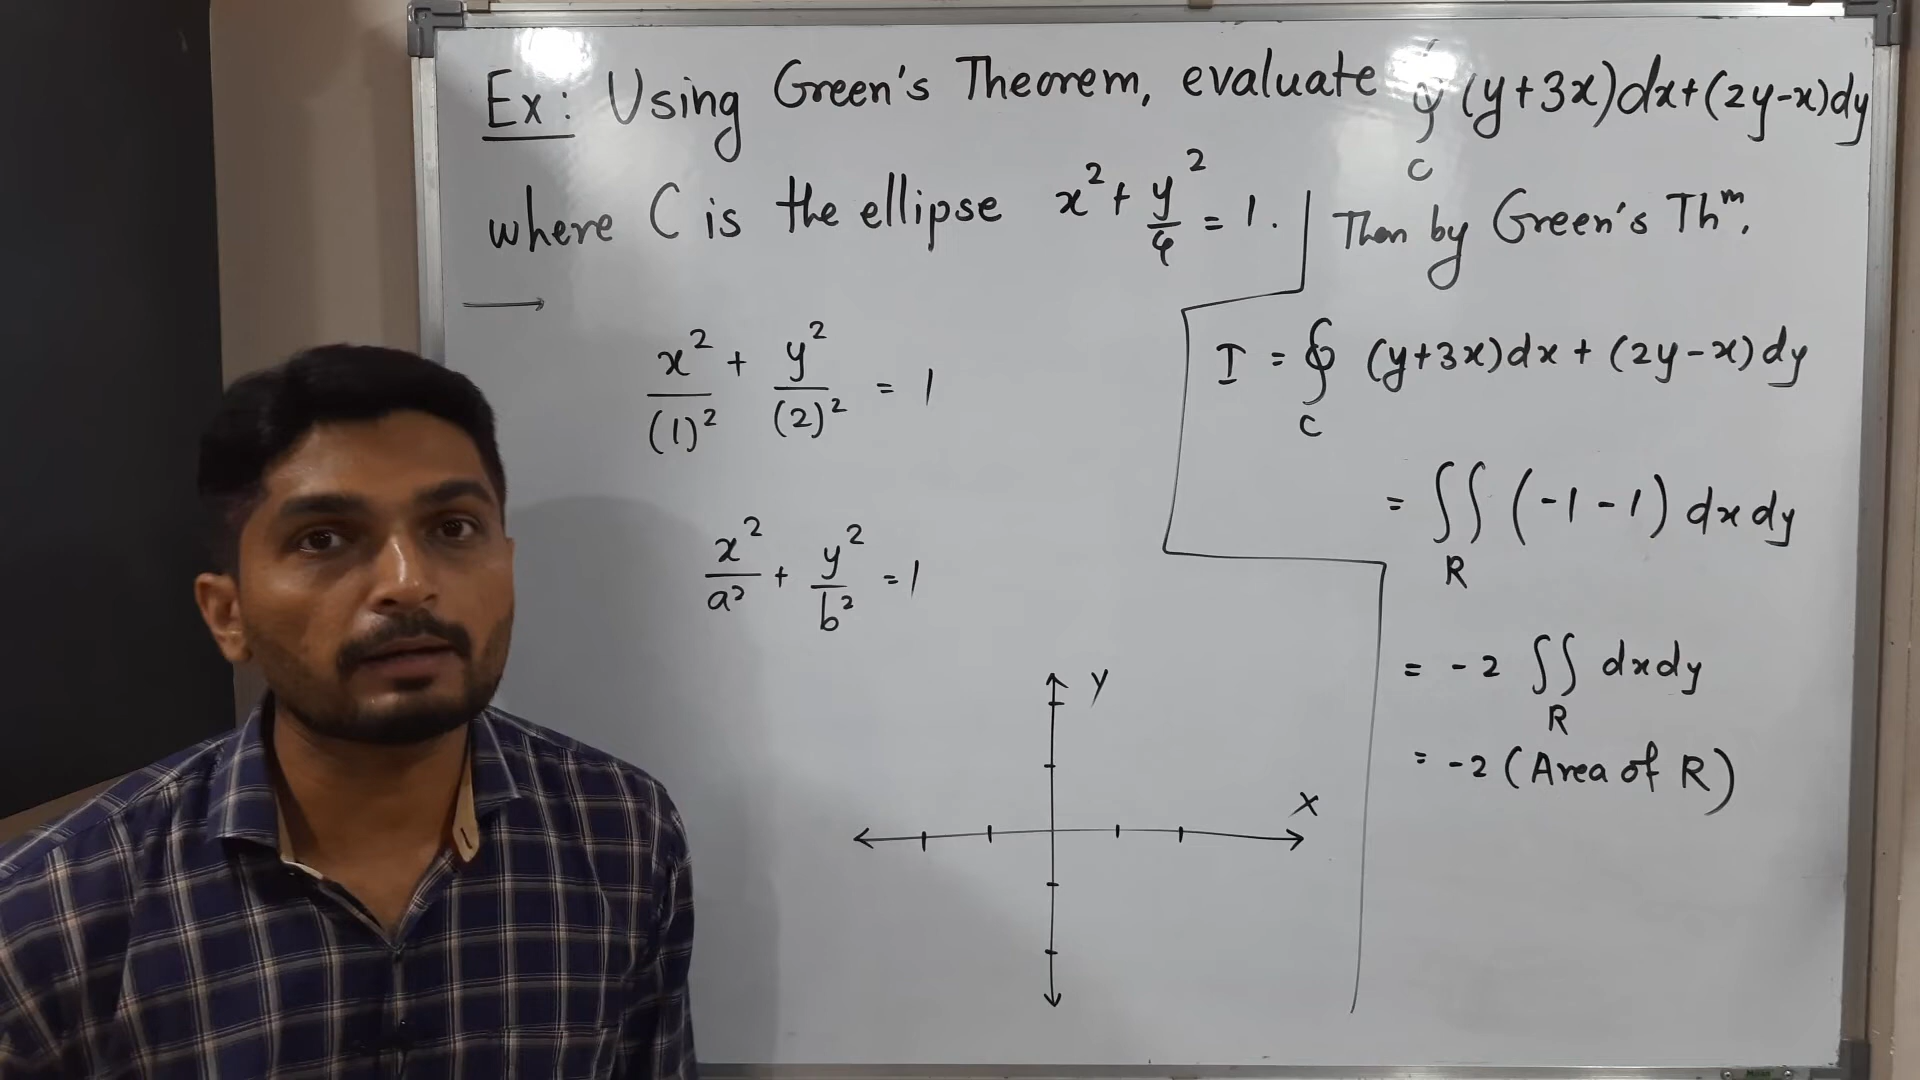 Ex: Using Green's Theorem, evaluate ∮_C (y+3x)dx+(2y-x)dy
where C is the ellipse x² + y²/4 = 1.
x²/(1)² + y²/(2)² = 1
x²/a² + y²/b² = 1
Y
X
Then by Green's Thᵐ,
I = ∮_C (y+3x)dx + (2y-x)dy
= ∬_R (-1-1) dxdy
= -2 ∬_R dxdy
= -2 (Area of R)